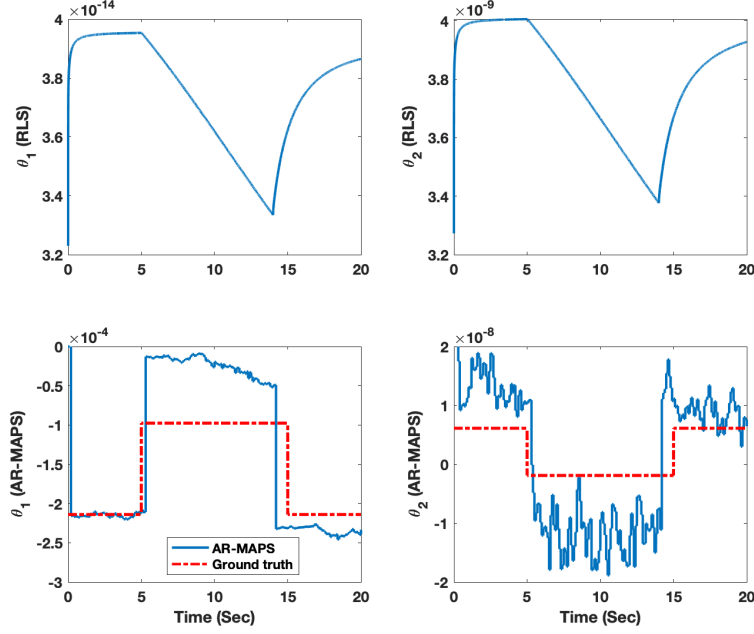 ×10⁻¹⁴
4
3.8
3.6
3.4
3.2
θ₁ (RLS)
0 5 10 15 20
×10⁻⁹
4
3.8
3.6
3.4
3.2
θ₂ (RLS)
0 5 10 15 20
×10⁻⁴
0
-0.5
-1
-1.5
-2
-2.5
-3
θ₁ (AR-MAPS)
AR-MAPS
Ground truth
0 5 10 15 20
Time (Sec)
×10⁻⁸
2
1
0
-1
-2
θ₂ (AR-MAPS)
0 5 10 15 20
Time (Sec)